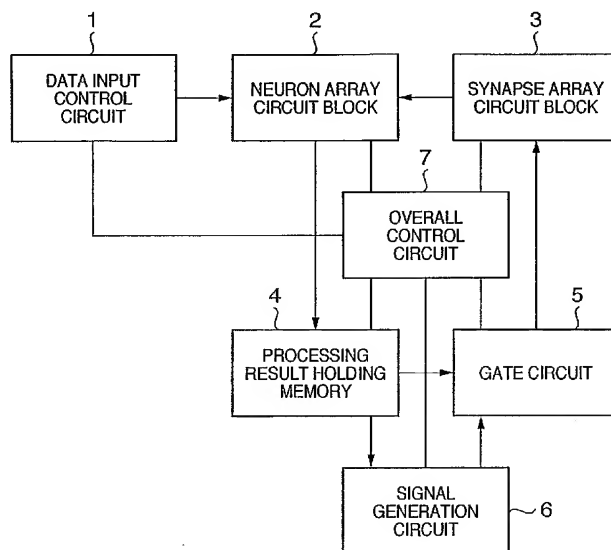 1
2
3
DATA INPUT
CONTROL
CIRCUIT
NEURON ARRAY
CIRCUIT BLOCK
SYNAPSE ARRAY
CIRCUIT BLOCK
7
OVERALL
CONTROL
CIRCUIT
4
5
PROCESSING
RESULT HOLDING
MEMORY
GATE CIRCUIT
SIGNAL
GENERATION
CIRCUIT
6